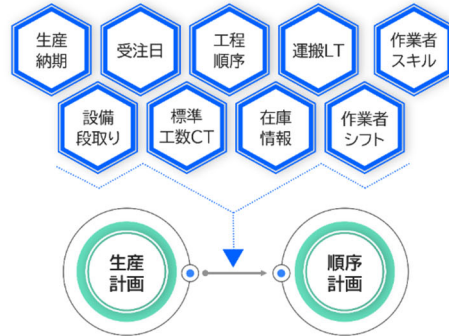 生産
納期
受注日
工程
順序
運搬LT
作業者
スキル
設備
段取り
標準
工数CT
在庫
情報
作業者
シフト
生産
計画
順序
計画